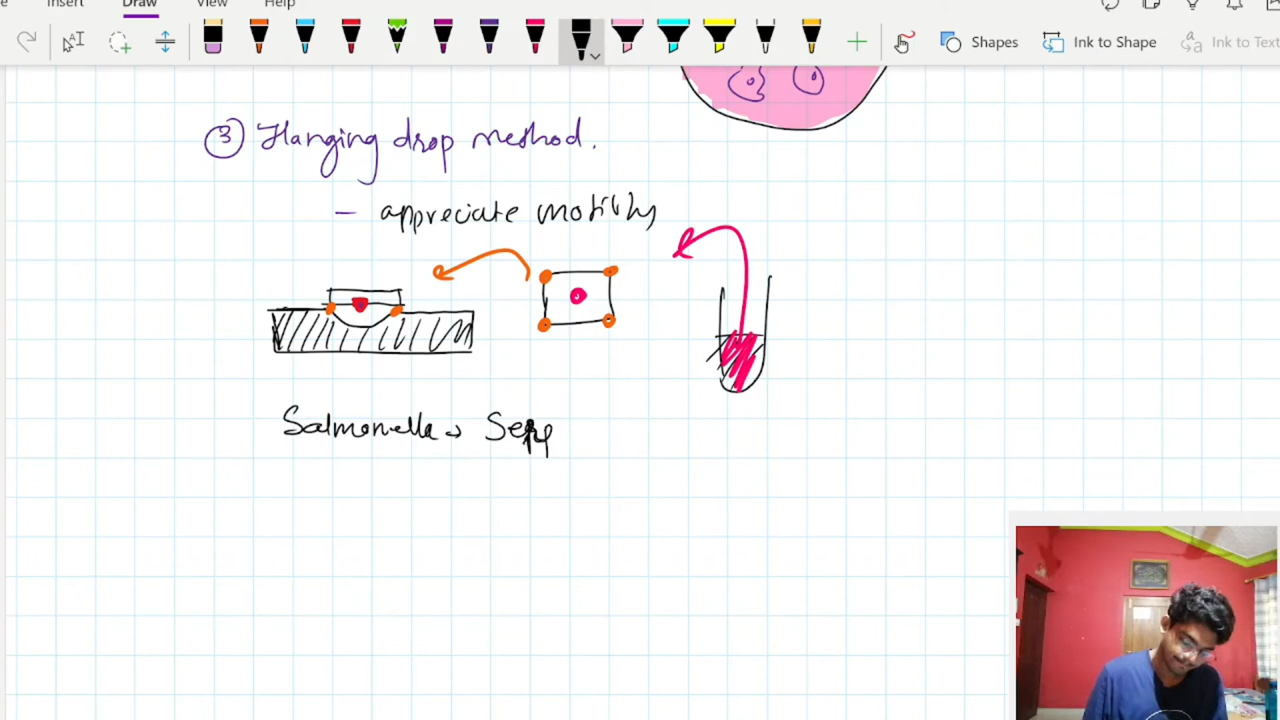 Insert Draw View Help
Shapes Ink to Shape Ink to Text
③ Hanging drop method.
— appreciate motility
Salmonella →